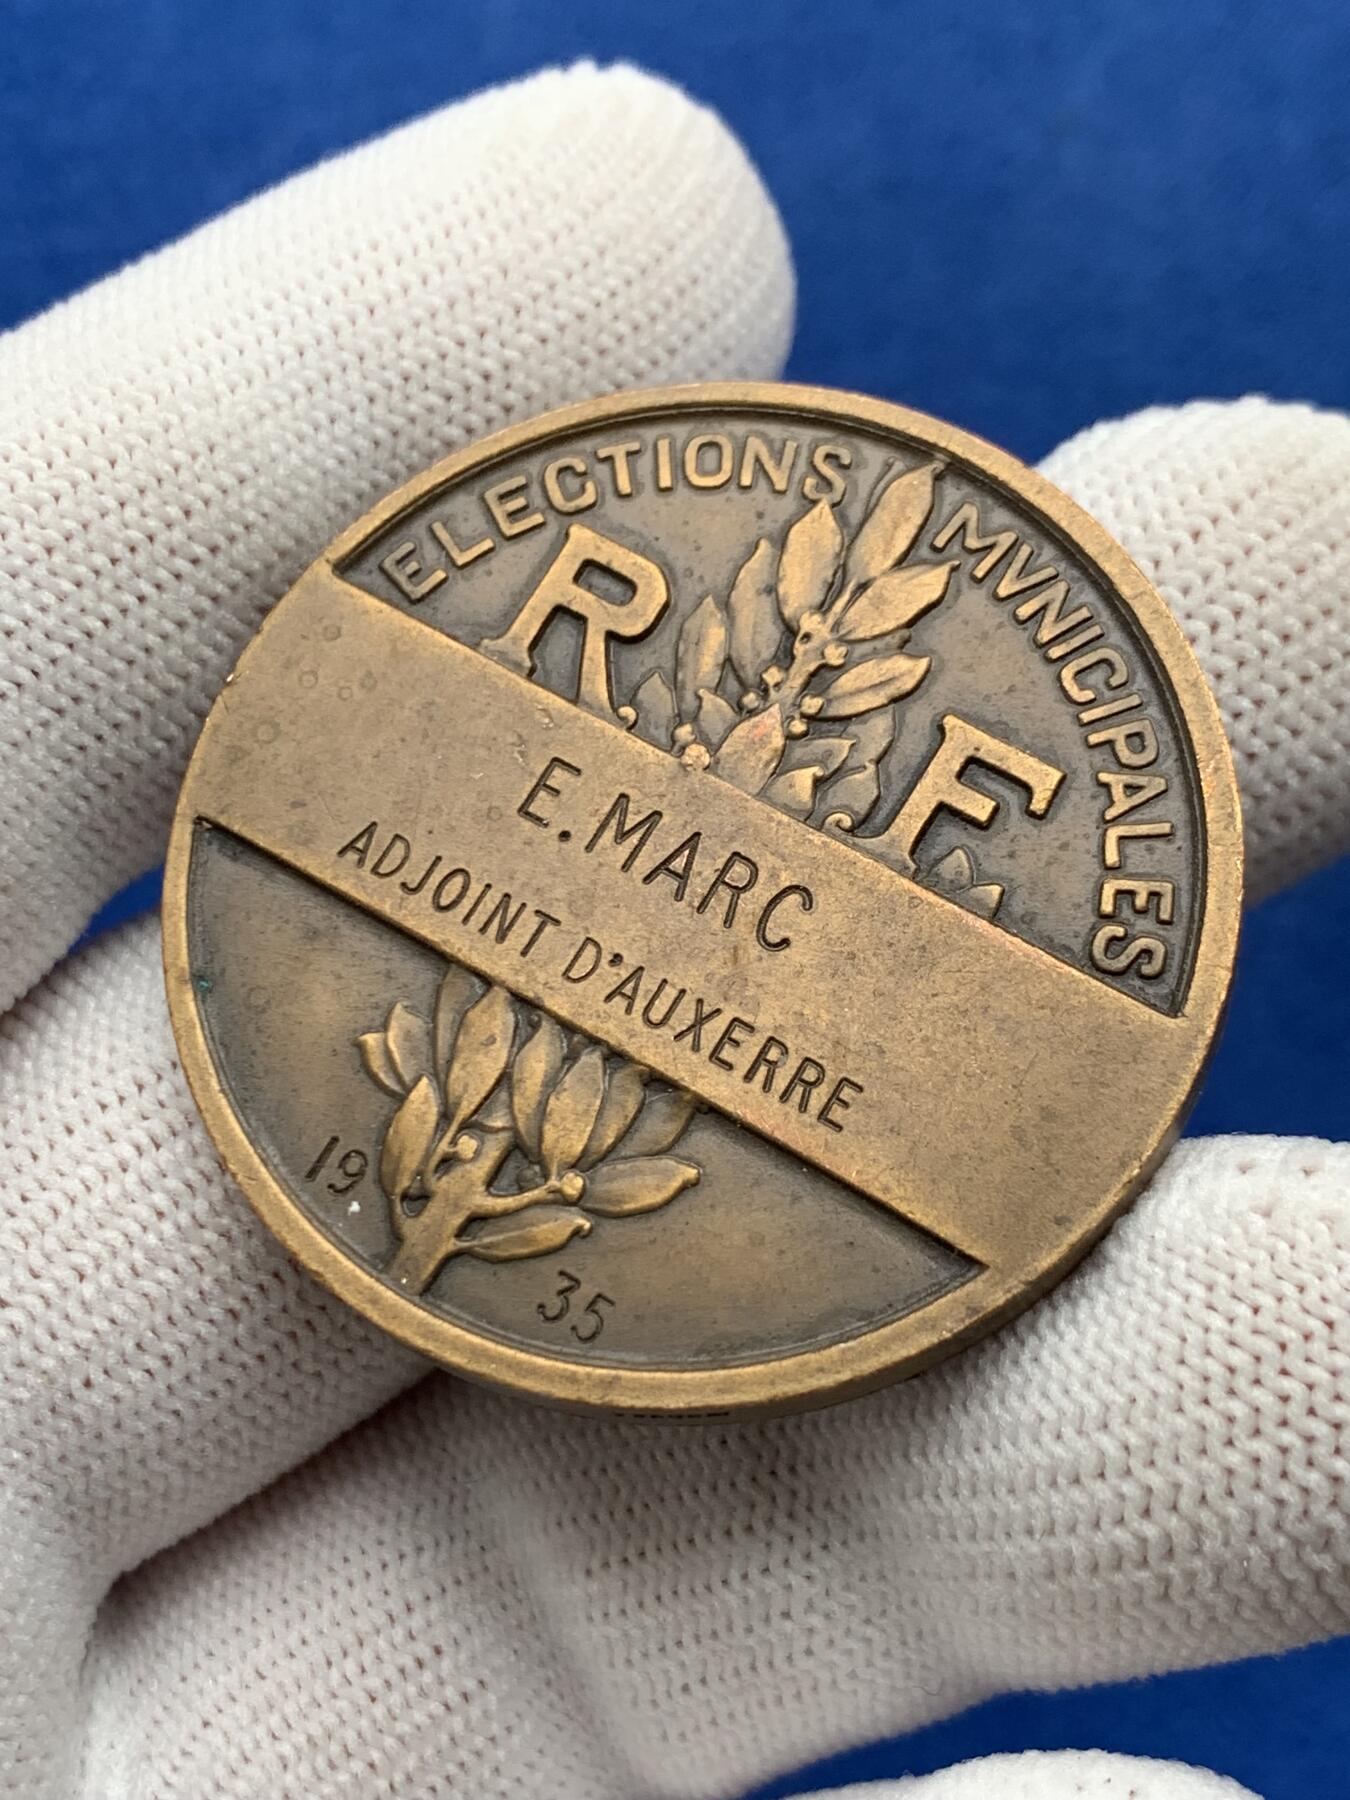 ELECTIONS MVNICIPALES
R F
E. MARC
ADJOINT D'AUXERRE
19 35